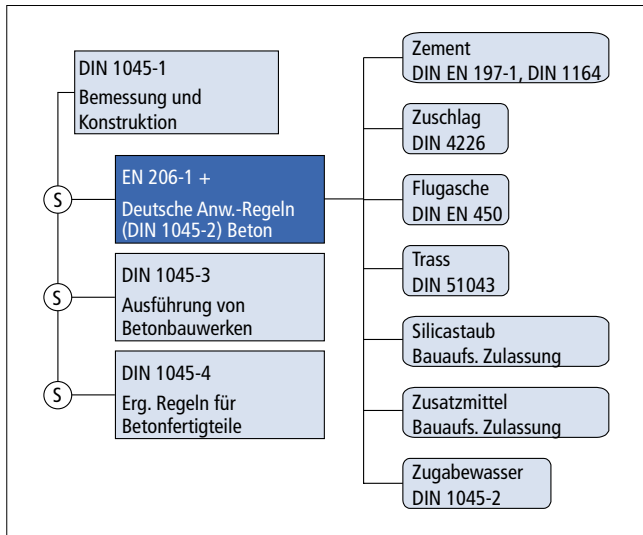 DIN 1045-1
Bemessung und
Konstruktion
S
EN 206-1 +
Deutsche Anw.-Regeln
(DIN 1045-2) Beton
S
DIN 1045-3
Ausführung von
Betonbauwerken
S
DIN 1045-4
Erg. Regeln für
Betonfertigteile
Zement
DIN EN 197-1, DIN 1164
Zuschlag
DIN 4226
Flugasche
DIN EN 450
Trass
DIN 51043
Silicastaub
Bauaufs. Zulassung
Zusatzmittel
Bauaufs. Zulassung
Zugabewasser
DIN 1045-2